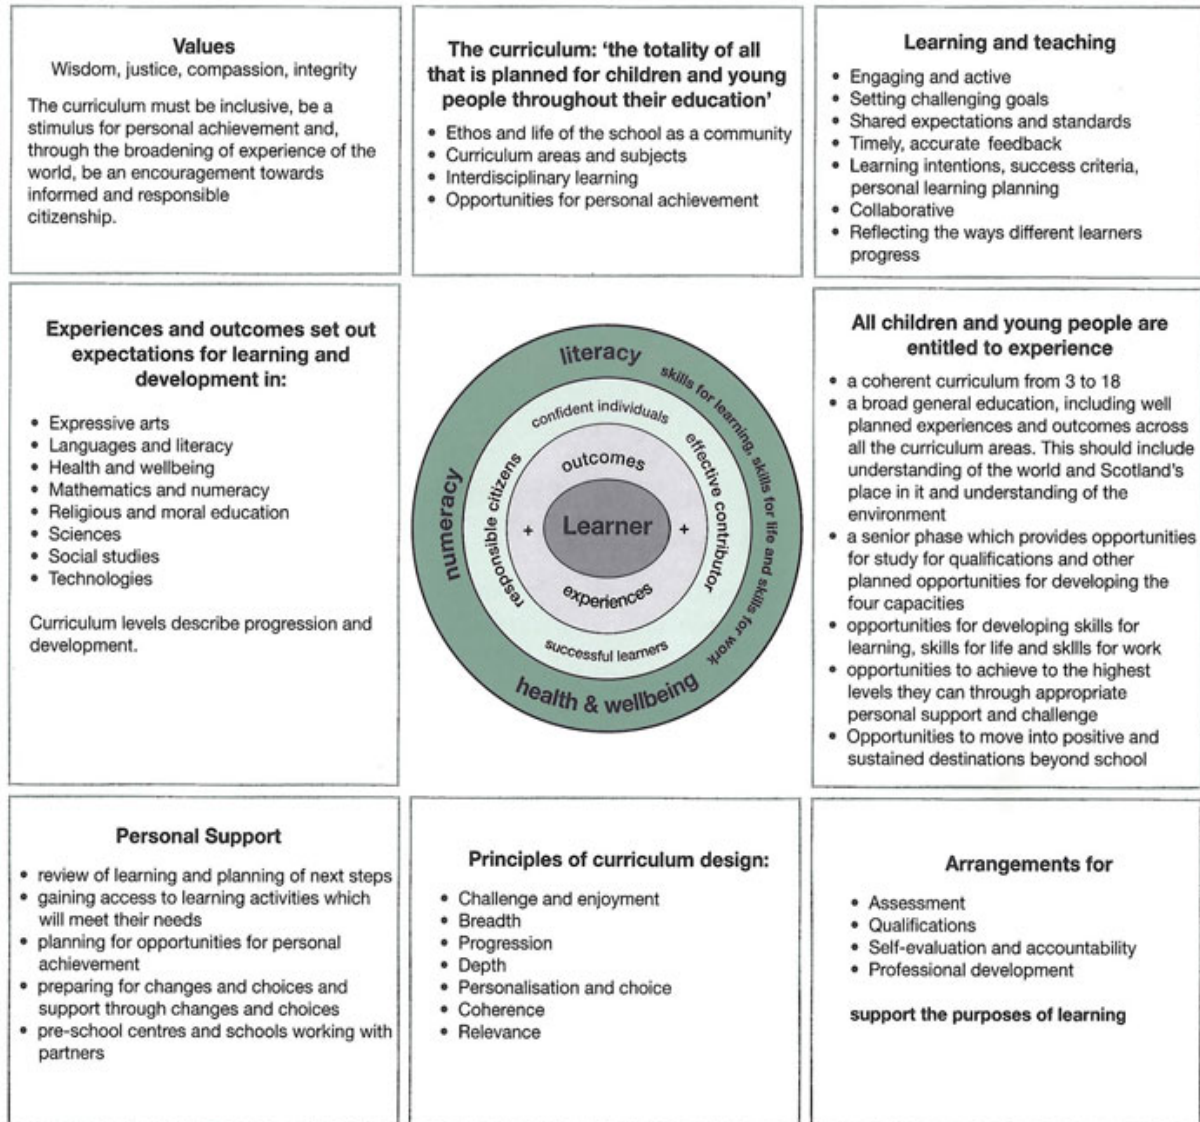 Values
Wisdom, justice, compassion, integrity
The curriculum must be inclusive, be a
stimulus for personal achievement and,
through the broadening of experience of the
world, be an encouragement towards
informed and responsible
citizenship.
The curriculum: ‘the totality of all
that is planned for children and young
people throughout their education’
• Ethos and life of the school as a community
• Curriculum areas and subjects
• Interdisciplinary learning
• Opportunities for personal achievement
Learning and teaching
• Engaging and active
• Setting challenging goals
• Shared expectations and standards
• Timely, accurate feedback
• Learning intentions, success criteria,
personal learning planning
• Collaborative
• Reflecting the ways different learners
progress
Experiences and outcomes set out
expectations for learning and
development in:
• Expressive arts
• Languages and literacy
• Health and wellbeing
• Mathematics and numeracy
• Religious and moral education
• Sciences
• Social studies
• Technologies
Curriculum levels describe progression and
development.
literacy
skills for learning, skills for life and skills for work
numeracy
health & wellbeing
confident individuals
effective contributor
responsible citizens
successful learners
outcomes
+ Learner +
experiences
All children and young people are
entitled to experience
• a coherent curriculum from 3 to 18
• a broad general education, including well
planned experiences and outcomes across
all the curriculum areas. This should include
understanding of the world and Scotland’s
place in it and understanding of the
environment
• a senior phase which provides opportunities
for study for qualifications and other
planned opportunities for developing the
four capacities
• opportunities for developing skills for
learning, skills for life and skills for work
• opportunities to achieve to the highest
levels they can through appropriate
personal support and challenge
• Opportunities to move into positive and
sustained destinations beyond school
Personal Support
• review of learning and planning of next steps
• gaining access to learning activities which
will meet their needs
• planning for opportunities for personal
achievement
• preparing for changes and choices and
support through changes and choices
• pre-school centres and schools working with
partners
Principles of curriculum design:
• Challenge and enjoyment
• Breadth
• Progression
• Depth
• Personalisation and choice
• Coherence
• Relevance
Arrangements for
• Assessment
• Qualifications
• Self-evaluation and accountability
• Professional development
support the purposes of learning